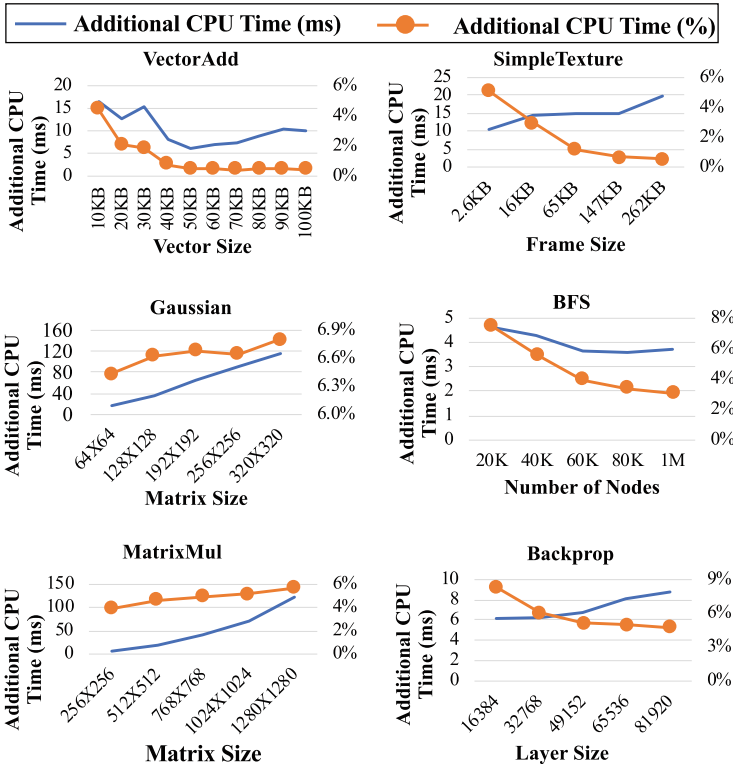 Additional CPU Time (ms)
Additional CPU Time (%)
VectorAdd
Additional CPU
Time (ms)
20
15
10
5
0
6%
4%
2%
0%
10KB
20KB
30KB
40KB
50KB
60KB
70KB
80KB
90KB
100KB
Vector Size
SimpleTexture
Additional CPU
Time (ms)
25
20
15
10
5
0
6%
4%
2%
0%
2.6KB
16KB
65KB
147KB
262KB
Frame Size
Gaussian
Additional CPU
Time (ms)
160
120
80
40
0
6.9%
6.6%
6.3%
6.0%
64X64
128X128
192X192
256X256
320X320
Matrix Size
BFS
Additional CPU
Time (ms)
5
4
3
2
1
0
8%
6%
4%
2%
0%
20K
40K
60K
80K
1M
Number of Nodes
MatrixMul
Additional CPU
Time (ms)
150
100
50
0
6%
4%
2%
0%
256X256
512X512
768X768
1024X1024
1280X1280
Matrix Size
Backprop
Additional CPU
Time (ms)
10
8
6
4
2
0
9%
6%
3%
0%
16384
32768
49152
65536
81920
Layer Size